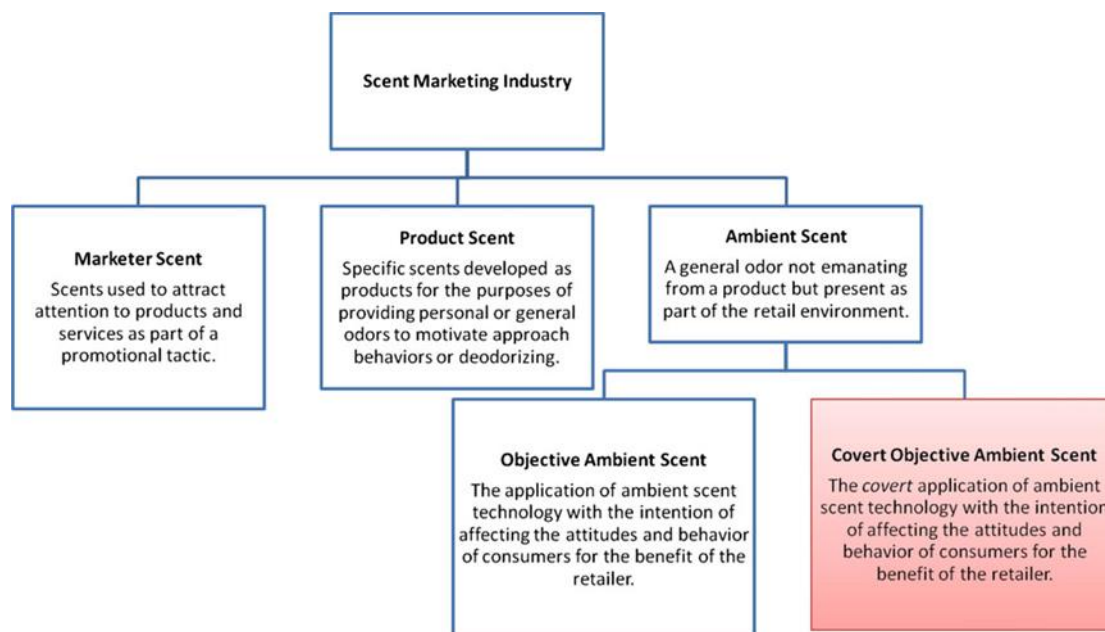 Scent Marketing Industry
Marketer Scent
Scents used to attract
attention to products and
services as part of a
promotional tactic.
Product Scent
Specific scents developed as
products for the purposes of
providing personal or general
odors to motivate approach
behaviors or deodorizing.
Ambient Scent
A general odor not emanating
from a product but present as
part of the retail environment.
Objective Ambient Scent
The application of ambient scent
technology with the intention of
affecting the attitudes and behavior
of consumers for the benefit of the
retailer.
Covert Objective Ambient Scent
The covert application of ambient
scent technology with the intention
of affecting the attitudes and
behavior of consumers for the
benefit of the retailer.